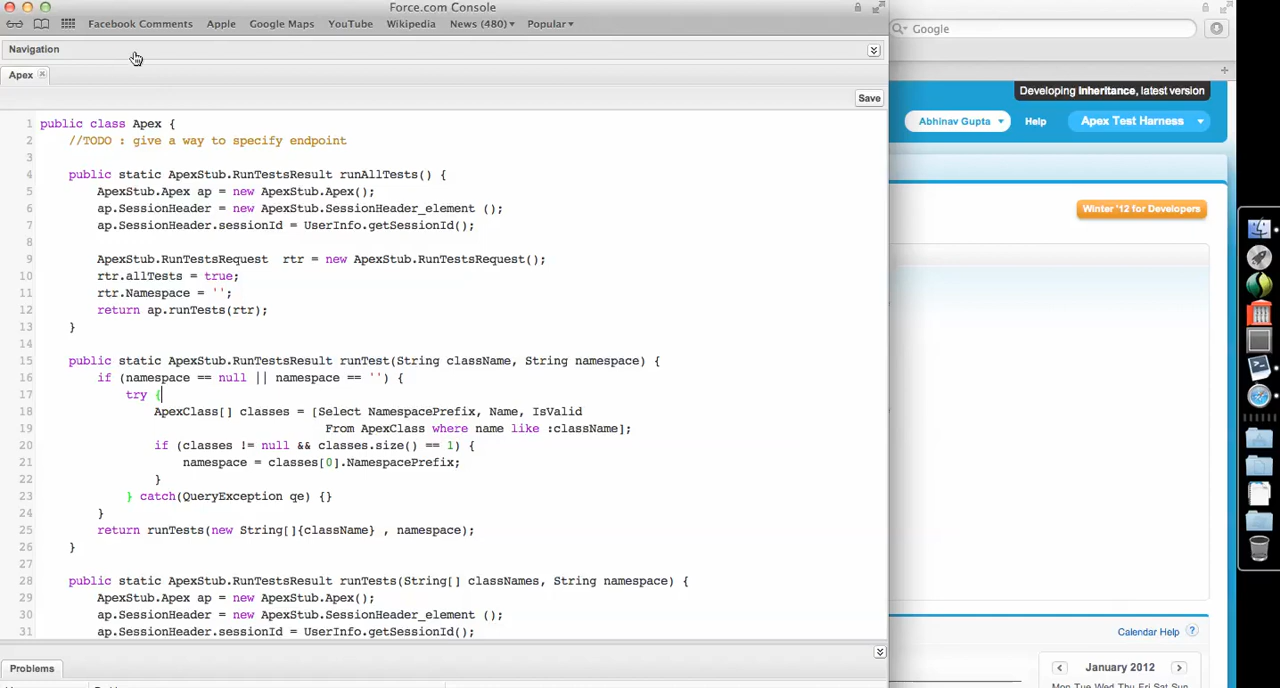 Force.com Console
Facebook Comments Apple Google Maps YouTube Wikipedia News (480) Popular
Google
Navigation
Apex
Save
Developing Inheritance, latest version
Abhinav Gupta Help Apex Test Harness
Winter '12 for Developers
1 public class Apex {
2 //TODO : give a way to specify endpoint
3
4 public static ApexStub.RunTestsResult runAllTests() {
5 ApexStub.Apex ap = new ApexStub.Apex();
6 ap.SessionHeader = new ApexStub.SessionHeader_element ();
7 ap.SessionHeader.sessionId = UserInfo.getSessionId();
8
9 ApexStub.RunTestsRequest rtr = new ApexStub.RunTestsRequest();
10 rtr.allTests = true;
11 rtr.Namespace = '';
12 return ap.runTests(rtr);
13 }
14
15 public static ApexStub.RunTestsResult runTest(String className, String namespace) {
16 if (namespace == null || namespace == '') {
17 try {
18 ApexClass[] classes = [Select NamespacePrefix, Name, IsValid
19 From ApexClass where name like :className];
20 if (classes != null && classes.size() == 1) {
21 namespace = classes[0].NamespacePrefix;
22 }
23 } catch(QueryException qe) {}
24 }
25 return runTests(new String[]{className} , namespace);
26 }
27
28 public static ApexStub.RunTestsResult runTests(String[] classNames, String namespace) {
29 ApexStub.Apex ap = new ApexStub.Apex();
30 ap.SessionHeader = new ApexStub.SessionHeader_element ();
31 ap.SessionHeader.sessionId = UserInfo.getSessionId();
Problems
Calendar Help ?
January 2012
Mon Tue Wed Thu Fri Sat Sun